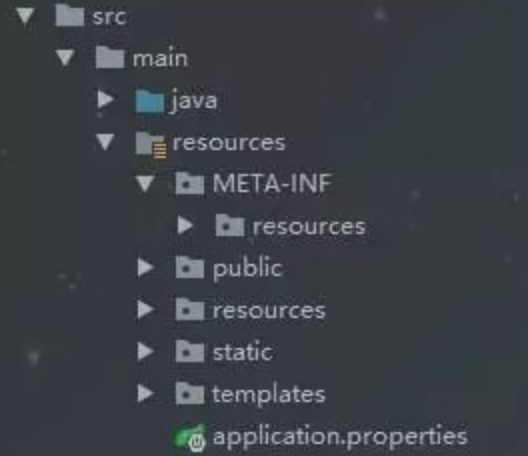 src
main
java
resources
META-INF
resources
public
resources
static
templates
application.properties